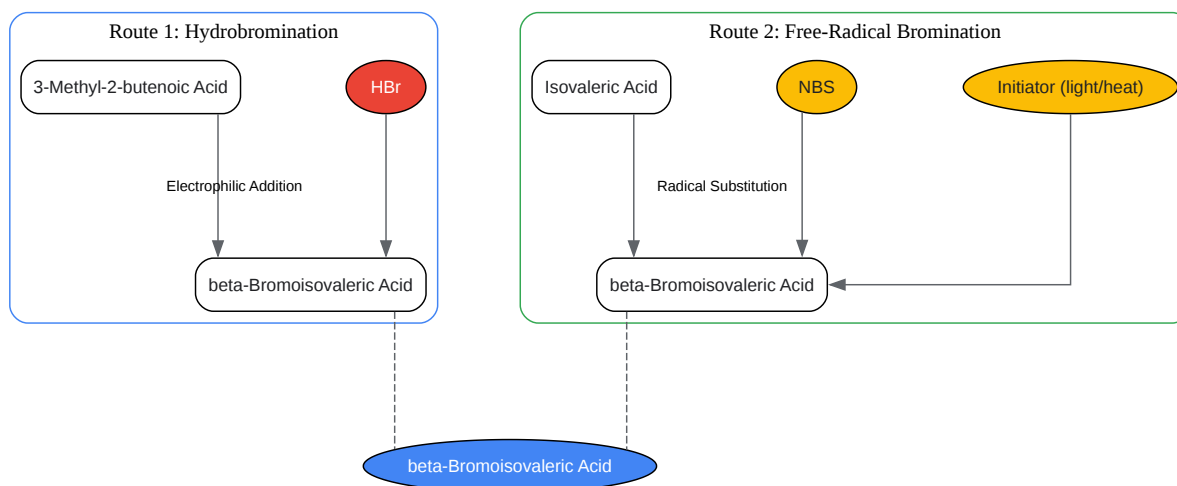 Route 1: Hydrobromination
3-Methyl-2-butenoic Acid
HBr
Electrophilic Addition
beta-Bromoisovaleric Acid
Route 2: Free-Radical Bromination
Isovaleric Acid
NBS
Initiator (light/heat)
Radical Substitution
beta-Bromoisovaleric Acid
beta-Bromoisovaleric Acid